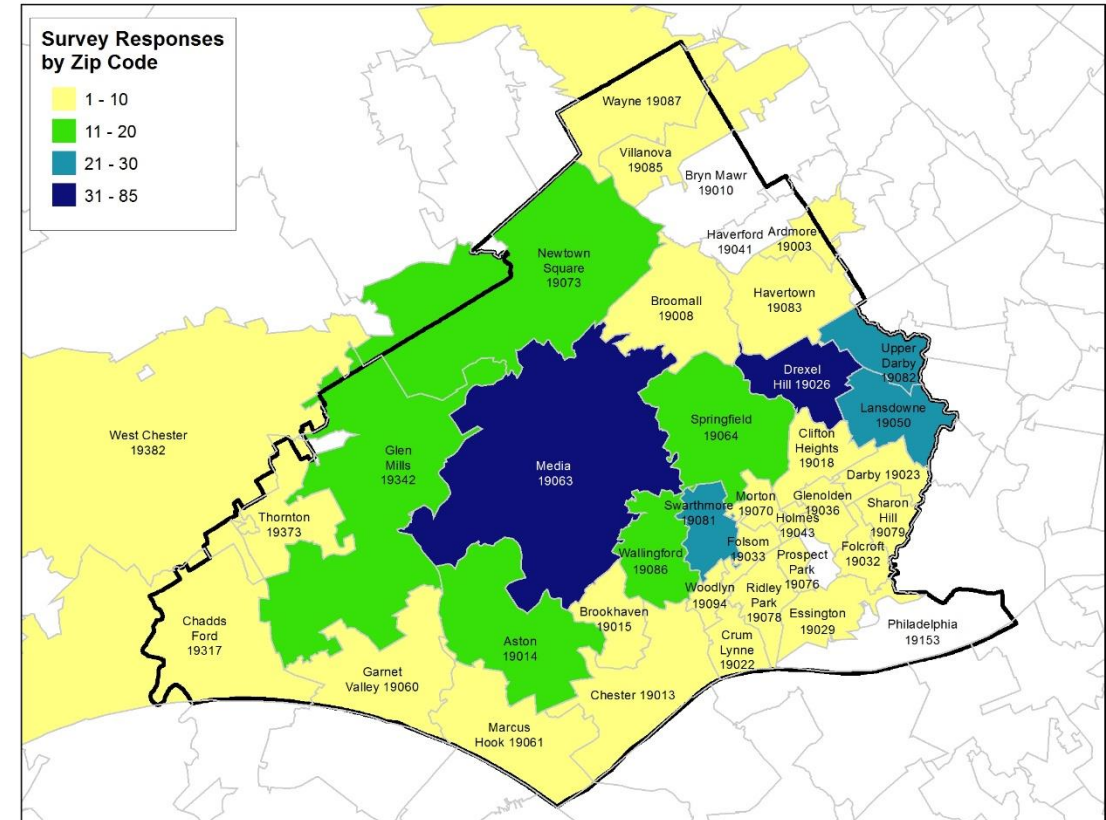 Survey Responses
by Zip Code
1 - 10
11 - 20
21 - 30
31 - 85
Wayne 19087
Villanova
19085
Bryn Mawr
19010
Haverford
19041
Ardmore
19003
Newtown
Square
19073
Broomall
19008
Havertown
19083
Upper
Darby
19082
Drexel
Hill 19026
Lansdowne
19050
West Chester
19382
Glen
Mills
19342
Media
19063
Springfield
19064
Clifton
Heights
19018
Darby 19023
Thornton
19373
Swarthmore
19081
Morton
19070
Glenolden
19036
Sharon
Hill
19079
Holmes
19043
Wallingford
19086
Folsom
19033
Prospect
Park
19076
Folcroft
19032
Woodlyn
19094
Ridley
Park
19078
Essington
19029
Philadelphia
19153
Chadds
Ford
19317
Brookhaven
19015
Aston
19014
Crum
Lynne
19022
Garnet
Valley 19060
Chester 19013
Marcus
Hook 19061